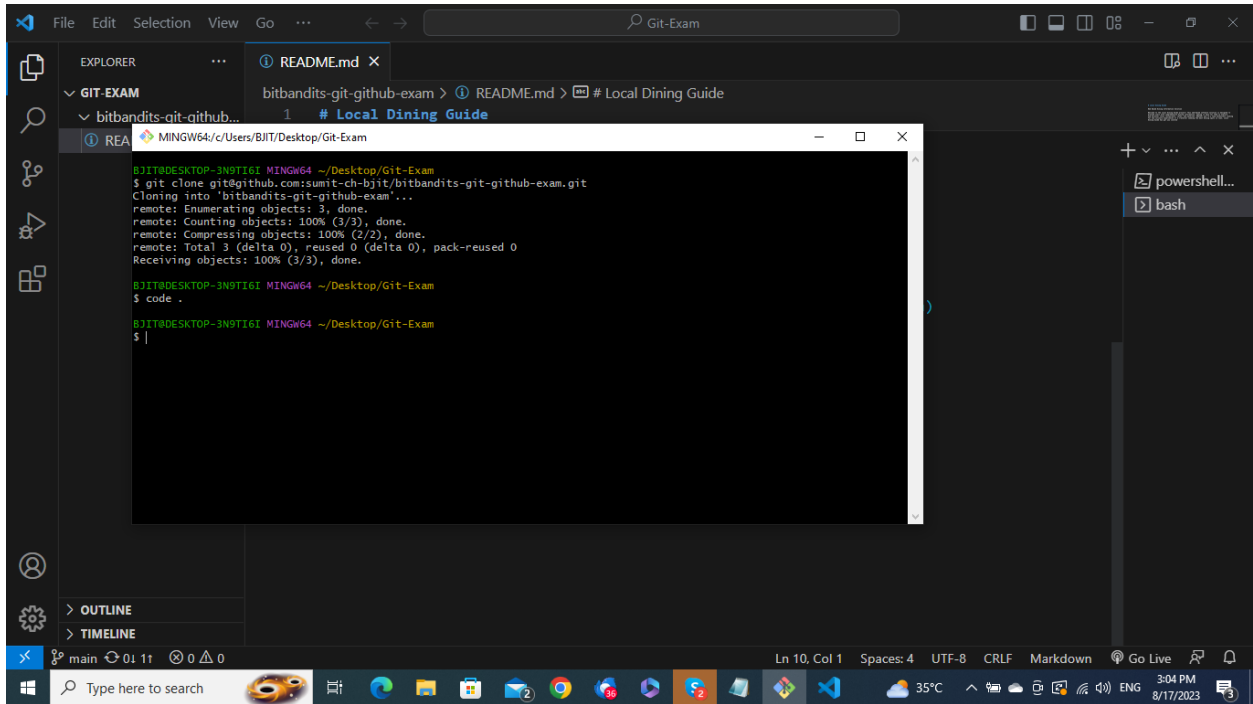 File Edit Selection View Go ··· Git-Exam
EXPLORER ···
README.md
GIT-EXAM
bitbandits-git-github-exam > README.md > # Local Dining Guide
bitbandits-git-github...
1 # Local Dining Guide
REA
MINGW64:/c/Users/BJIT/Desktop/Git-Exam
BJIT@DESKTOP-3N9TI6I MINGW64 ~/Desktop/Git-Exam
$ git clone git@github.com:sumit-ch-bjit/bitbandits-git-github-exam.git
Cloning into 'bitbandits-git-github-exam'...
remote: Enumerating objects: 3, done.
remote: Counting objects: 100% (3/3), done.
remote: Compressing objects: 100% (2/2), done.
remote: Total 3 (delta 0), reused 0 (delta 0), pack-reused 0
Receiving objects: 100% (3/3), done.
BJIT@DESKTOP-3N9TI6I MINGW64 ~/Desktop/Git-Exam
$ code .
BJIT@DESKTOP-3N9TI6I MINGW64 ~/Desktop/Git-Exam
$
)
powershell...
bash
OUTLINE
TIMELINE
main 0↓ 1↑ 0 0 Ln 10, Col 1 Spaces: 4 UTF-8 CRLF Markdown Go Live
Type here to search 2 36 2 35°C ENG 3:04 PM
8/17/2023 3